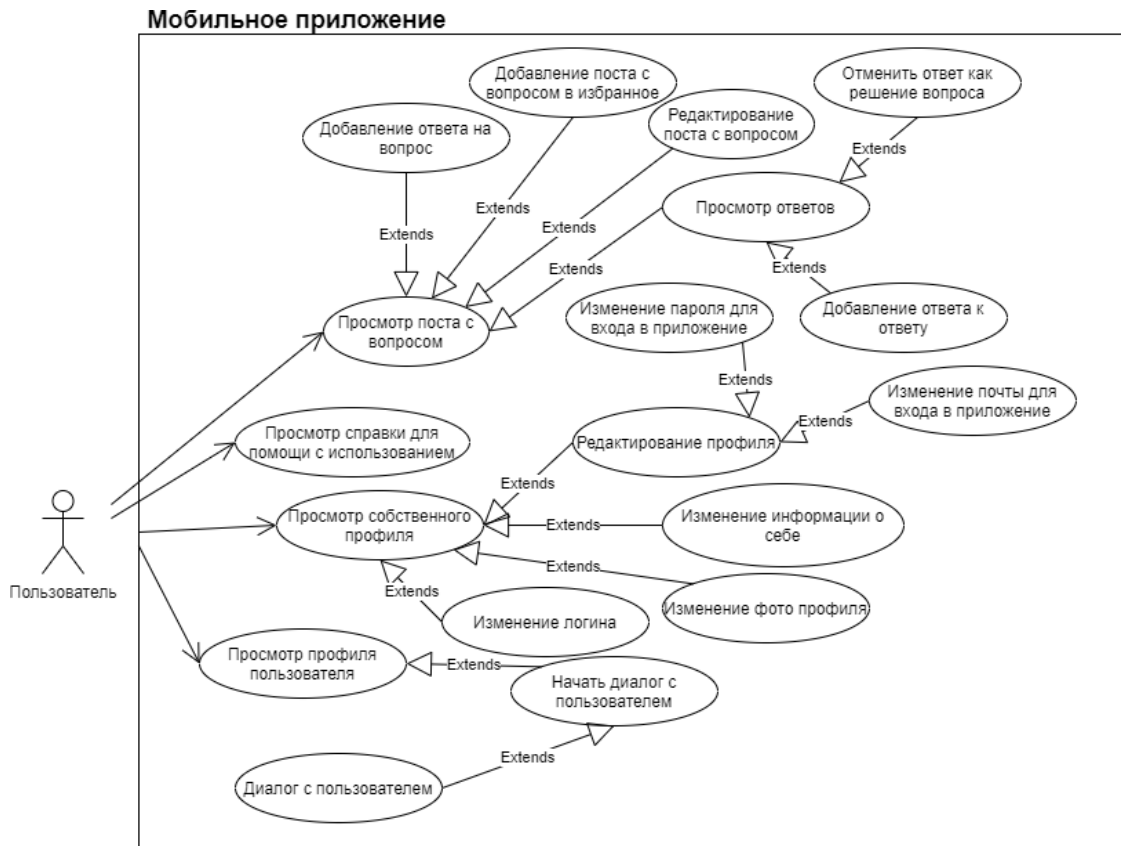 Мобильное приложение
Добавление поста с
вопросом в избранное
Отменить ответ как
решение вопроса
Добавление ответа на
вопрос
Редактирование
поста с вопросом
Extends
Просмотр ответов
Extends
Extends
Extends
Extends
Extends
Изменение пароля для
входа в приложение
Добавление ответа к
ответу
Просмотр поста с
вопросом
Extends
Изменение почты для
входа в приложение
Extends
Просмотр справки для
помощи с использованием
Редактирование профиля
Extends
Просмотр собственного
профиля
Extends
Изменение информации о
себе
Extends
Пользователь
Extends
Изменение фото профиля
Изменение логина
Просмотр профиля
пользователя
Extends
Начать диалог с
пользователем
Extends
Диалог с пользователем